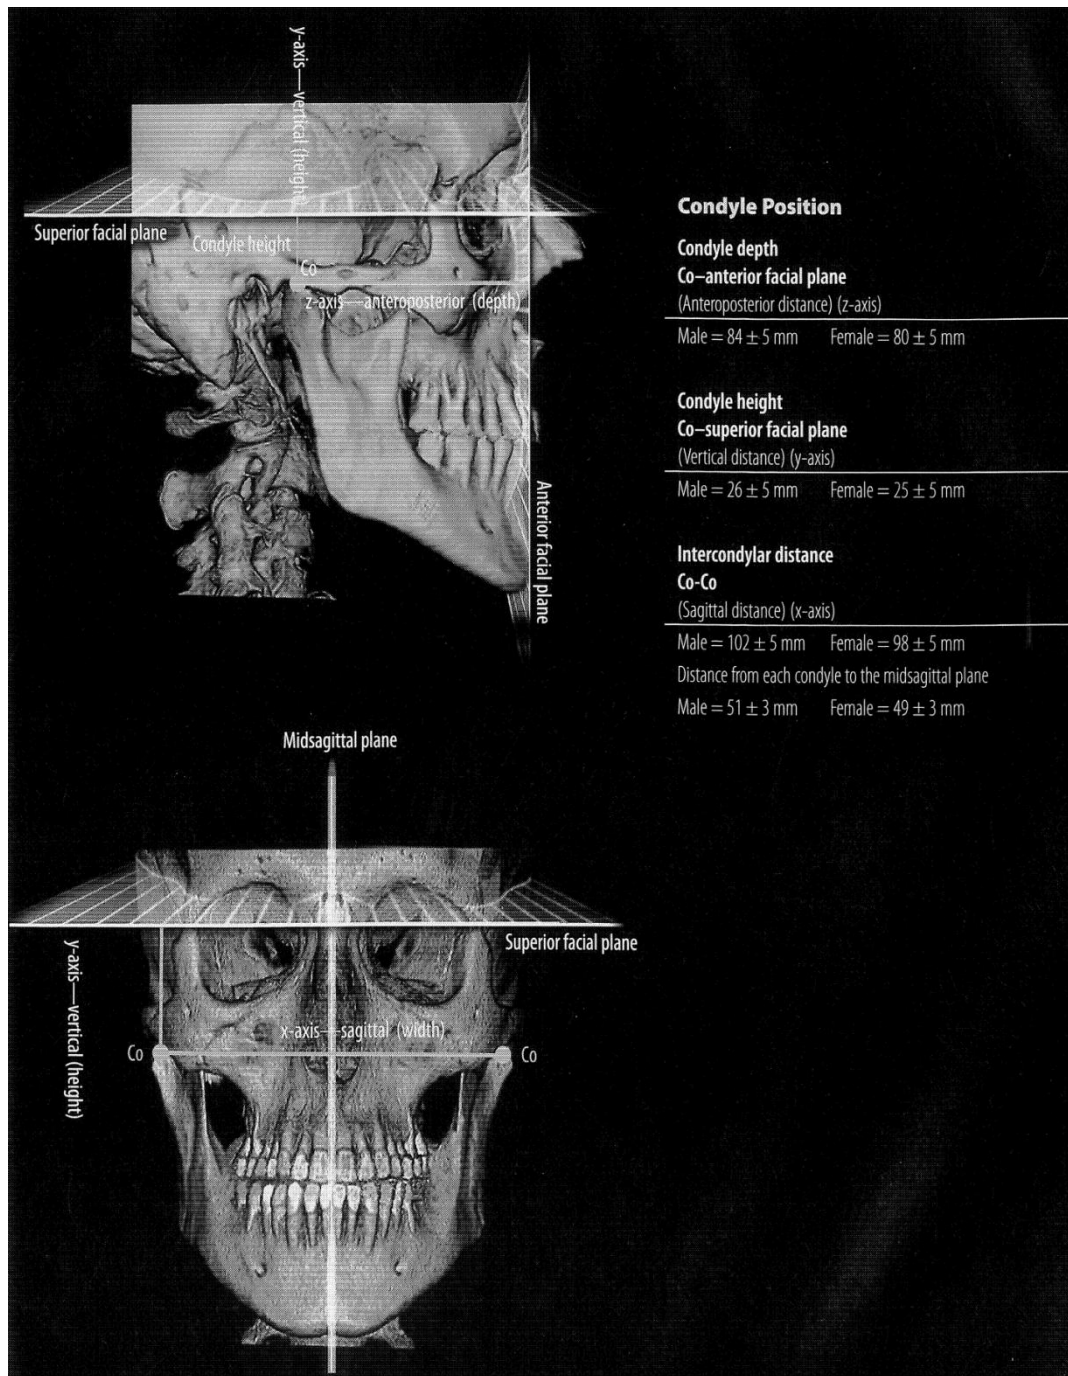 y-axis—vertical (height)
Superior facial plane
Condyle height
Co
z-axis—anteroposterior (depth)
Anterior facial plane
Condyle Position
Condyle depth
Co–anterior facial plane
(Anteroposterior distance) (z-axis)
Male = 84 ± 5 mm Female = 80 ± 5 mm
Condyle height
Co–superior facial plane
(Vertical distance) (y-axis)
Male = 26 ± 5 mm Female = 25 ± 5 mm
Intercondylar distance
Co-Co
(Sagittal distance) (x-axis)
Male = 102 ± 5 mm Female = 98 ± 5 mm
Distance from each condyle to the midsagittal plane
Male = 51 ± 3 mm Female = 49 ± 3 mm
Midsagittal plane
Superior facial plane
y-axis—vertical (height)
x-axis—sagittal (width)
Co
Co